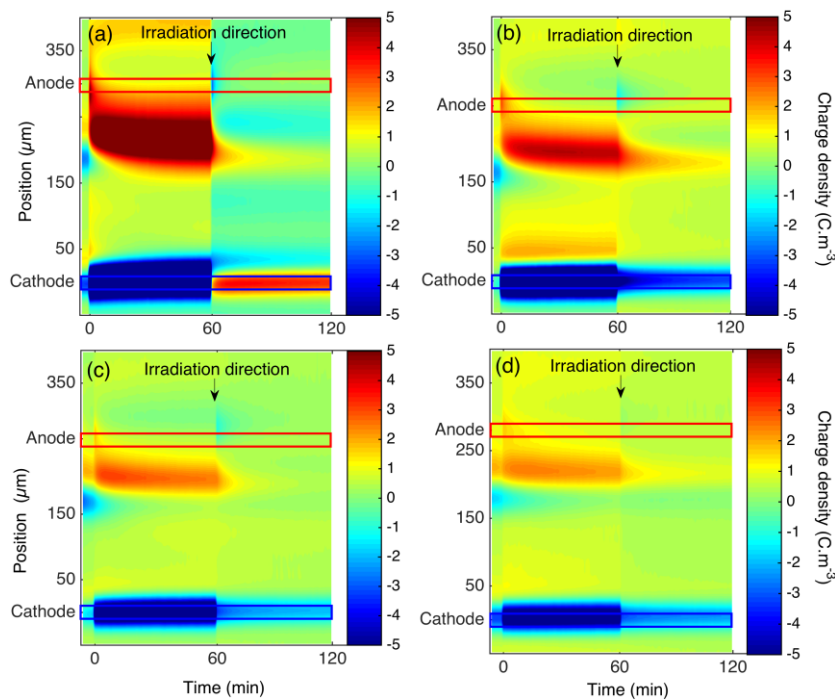 (a) Irradiation direction
350
Anode
Position (µm)
150
50
Cathode
0 60 120
5
4
3
2
1
0
-1
-2
-3
-4
-5
(b) Irradiation direction
350
Anode
150
50
Cathode
0 60 120
5
4
3
2
1
0
-1
-2
-3
-4
-5
Charge density (C.m-3)
(c) Irradiation direction
350
Anode
Position (µm)
150
50
Cathode
0 60 120
Time (min)
5
4
3
2
1
0
-1
-2
-3
-4
-5
(d) Irradiation direction
350
Anode
250
150
50
Cathode
0 60 120
Time (min)
5
4
3
2
1
0
-1
-2
-3
-4
-5
Charge density (C.m-3)